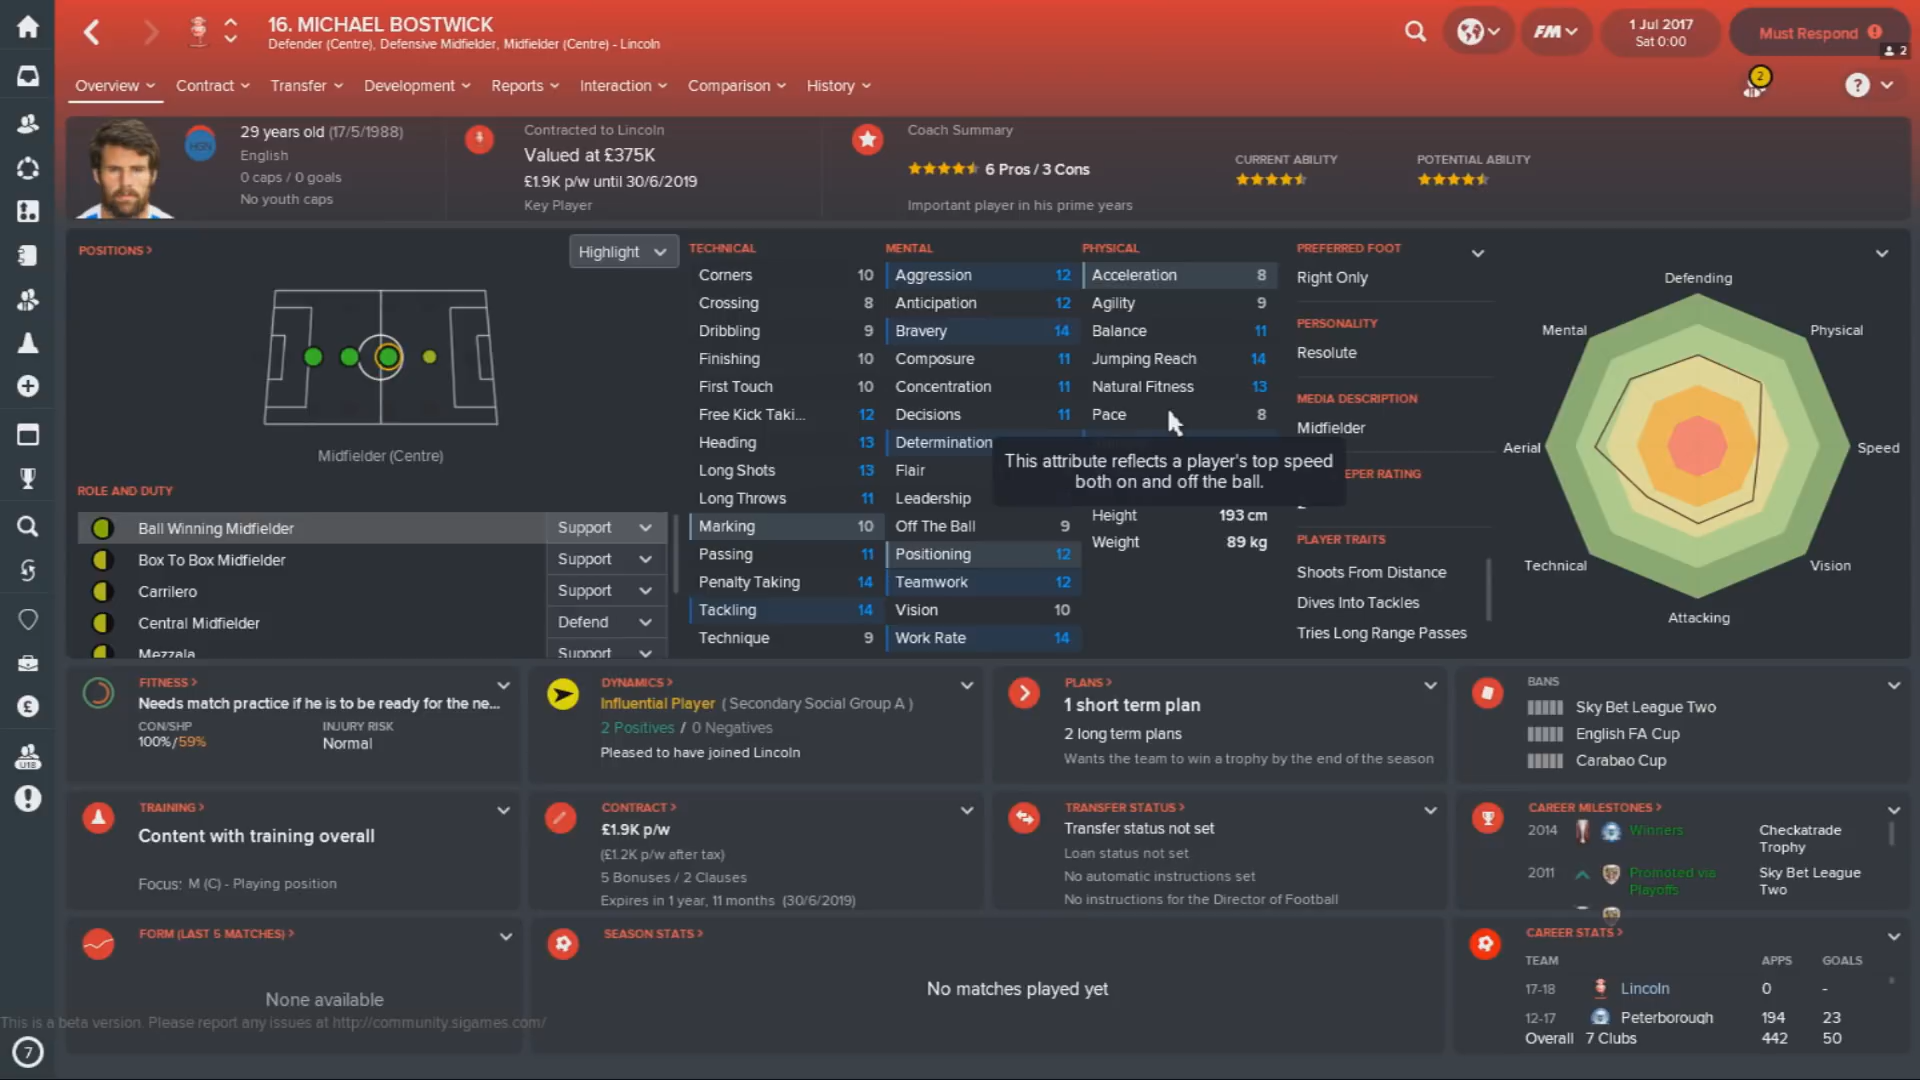 16. MICHAEL BOSTWICK
Defender (Centre), Defensive Midfielder, Midfielder (Centre) - Lincoln
FM
1 Jul 2017
Sat 0:00
Must Respond
2
Overview
Contract
Transfer
Development
Reports
Interaction
Comparison
History
2
?
HGN
29 years old (17/5/1988)
English
0 caps / 0 goals
No youth caps
Contracted to Lincoln
Valued at £375K
£1.9K p/w until 30/6/2019
Key Player
Coach Summary
6 Pros / 3 Cons
Important player in his prime years
CURRENT ABILITY
POTENTIAL ABILITY
POSITIONS >
Highlight
Midfielder (Centre)
ROLE AND DUTY
Ball Winning Midfielder Support
Box To Box Midfielder Support
Carrilero Support
Central Midfielder Defend
Mezzala Support
TECHNICAL
Corners 10
Crossing 8
Dribbling 9
Finishing 10
First Touch 10
Free Kick Taki... 12
Heading 13
Long Shots 13
Long Throws 11
Marking 10
Passing 11
Penalty Taking 14
Tackling 14
Technique 9
MENTAL
Aggression 12
Anticipation 12
Bravery 14
Composure 11
Concentration 11
Decisions 11
Determination
Flair
Leadership
Off The Ball 9
Positioning 12
Teamwork 12
Vision 10
Work Rate 14
PHYSICAL
Acceleration 8
Agility 9
Balance 11
Jumping Reach 14
Natural Fitness 13
Pace 8
This attribute reflects a player's top speed
both on and off the ball.
Height 193 cm
Weight 89 kg
PREFERRED FOOT
Right Only
PERSONALITY
Resolute
MEDIA DESCRIPTION
Midfielder
EPER RATING
PLAYER TRAITS
Shoots From Distance
Dives Into Tackles
Tries Long Range Passes
Defending
Mental
Physical
Aerial
Speed
Technical
Vision
Attacking
FITNESS >
Needs match practice if he is to be ready for the ne...
CON/SHP
100%/59%
INJURY RISK
Normal
DYNAMICS >
Influential Player ( Secondary Social Group A )
2 Positives / 0 Negatives
Pleased to have joined Lincoln
PLANS >
1 short term plan
2 long term plans
Wants the team to win a trophy by the end of the season
BANS
Sky Bet League Two
English FA Cup
Carabao Cup
TRAINING >
Content with training overall
Focus: M (C) - Playing position
CONTRACT >
£1.9K p/w
(£1.2K p/w after tax)
5 Bonuses / 2 Clauses
Expires in 1 year, 11 months (30/6/2019)
TRANSFER STATUS >
Transfer status not set
Loan status not set
No automatic instructions set
No instructions for the Director of Football
CAREER MILESTONES >
2014 Winners Checkatrade
Trophy
2011 Promoted via Sky Bet League
Playoffs Two
FORM (LAST 5 MATCHES) >
None available
SEASON STATS >
No matches played yet
CAREER STATS >
TEAM APPS GOALS
17-18 Lincoln 0 -
12-17 Peterborough 194 23
Overall 7 Clubs 442 50
This is a beta version. Please report any issues at http://community.sigames.com/
U18
7